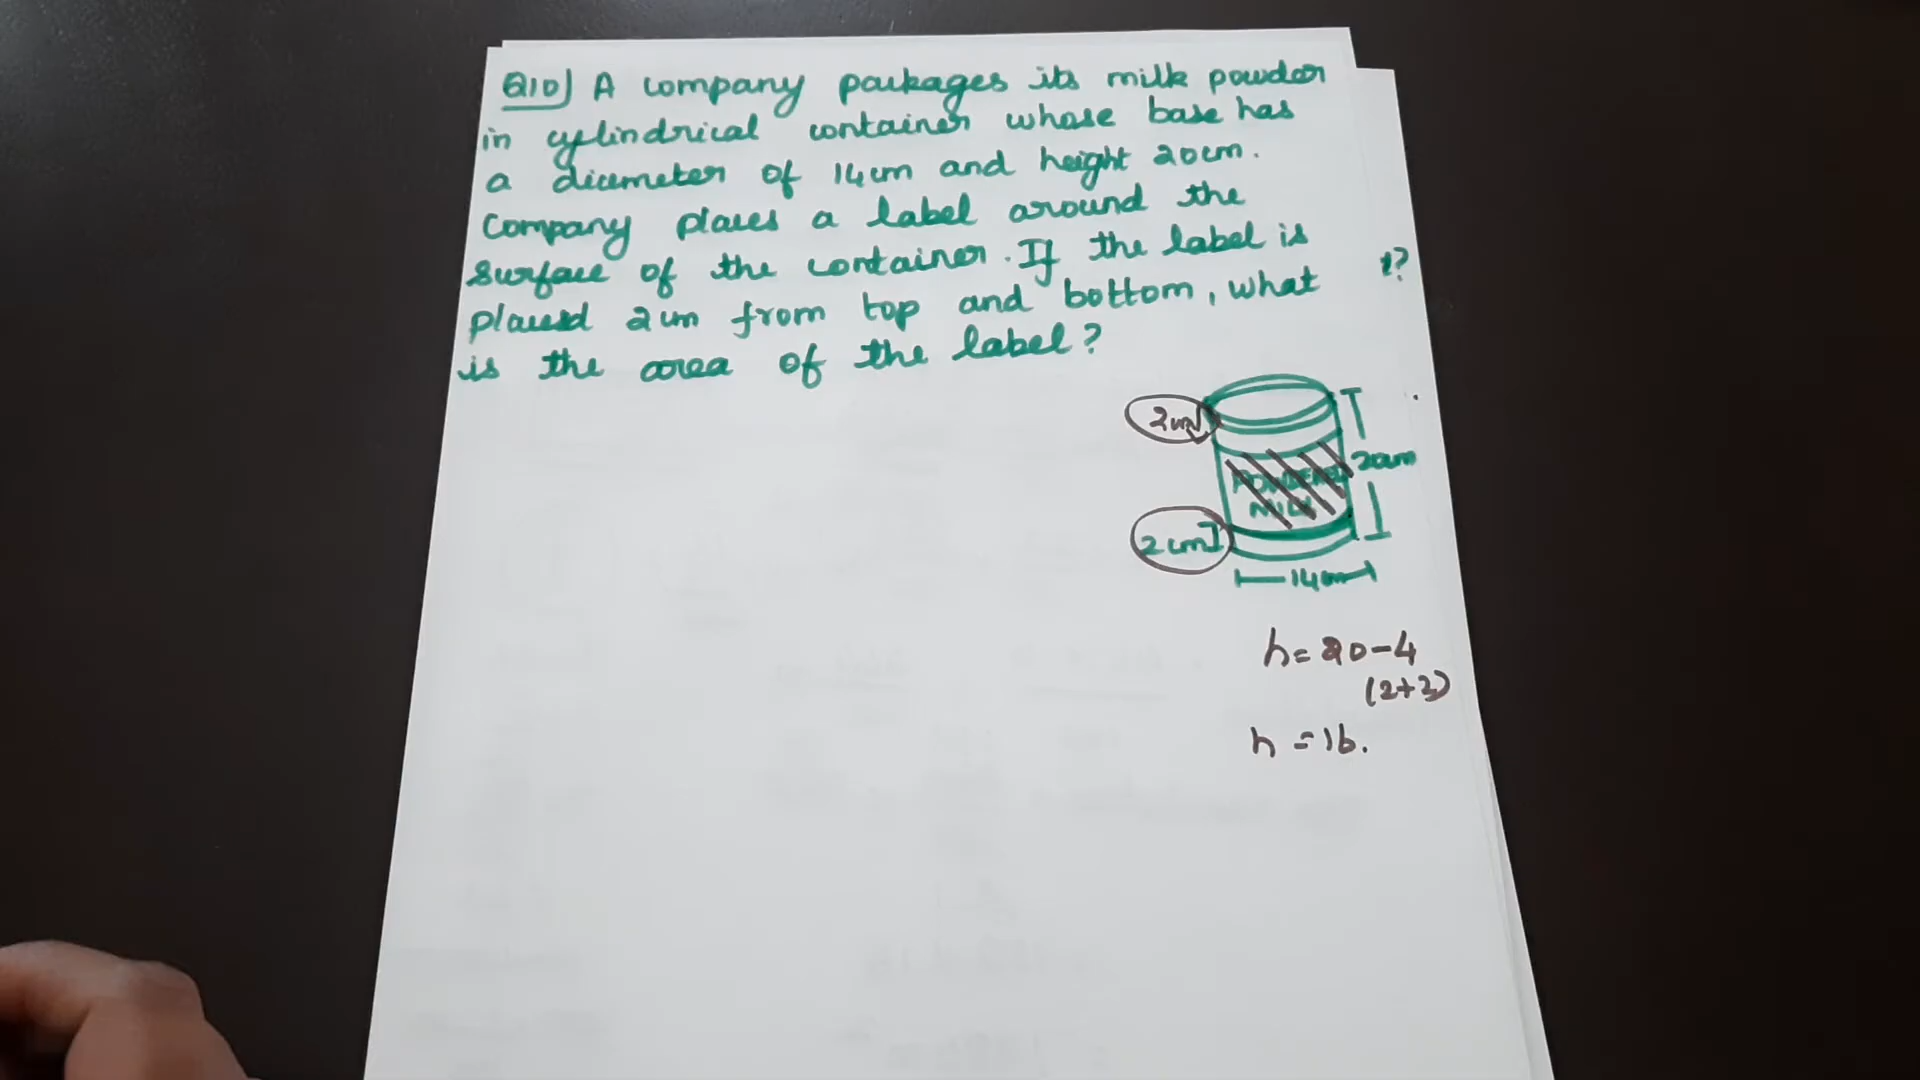 Q10) A company packages its milk powder
in cylindrical container whose base has
a diameter of 14cm and height 20cm.
Company places a label around the
surface of the container. If the label is
placed 2cm from top and bottom, what
is the area of the label?
?
2cm
20cm
POWDERED
MILK
2cm
14cm
h=20-4
(2+2)
h=16.